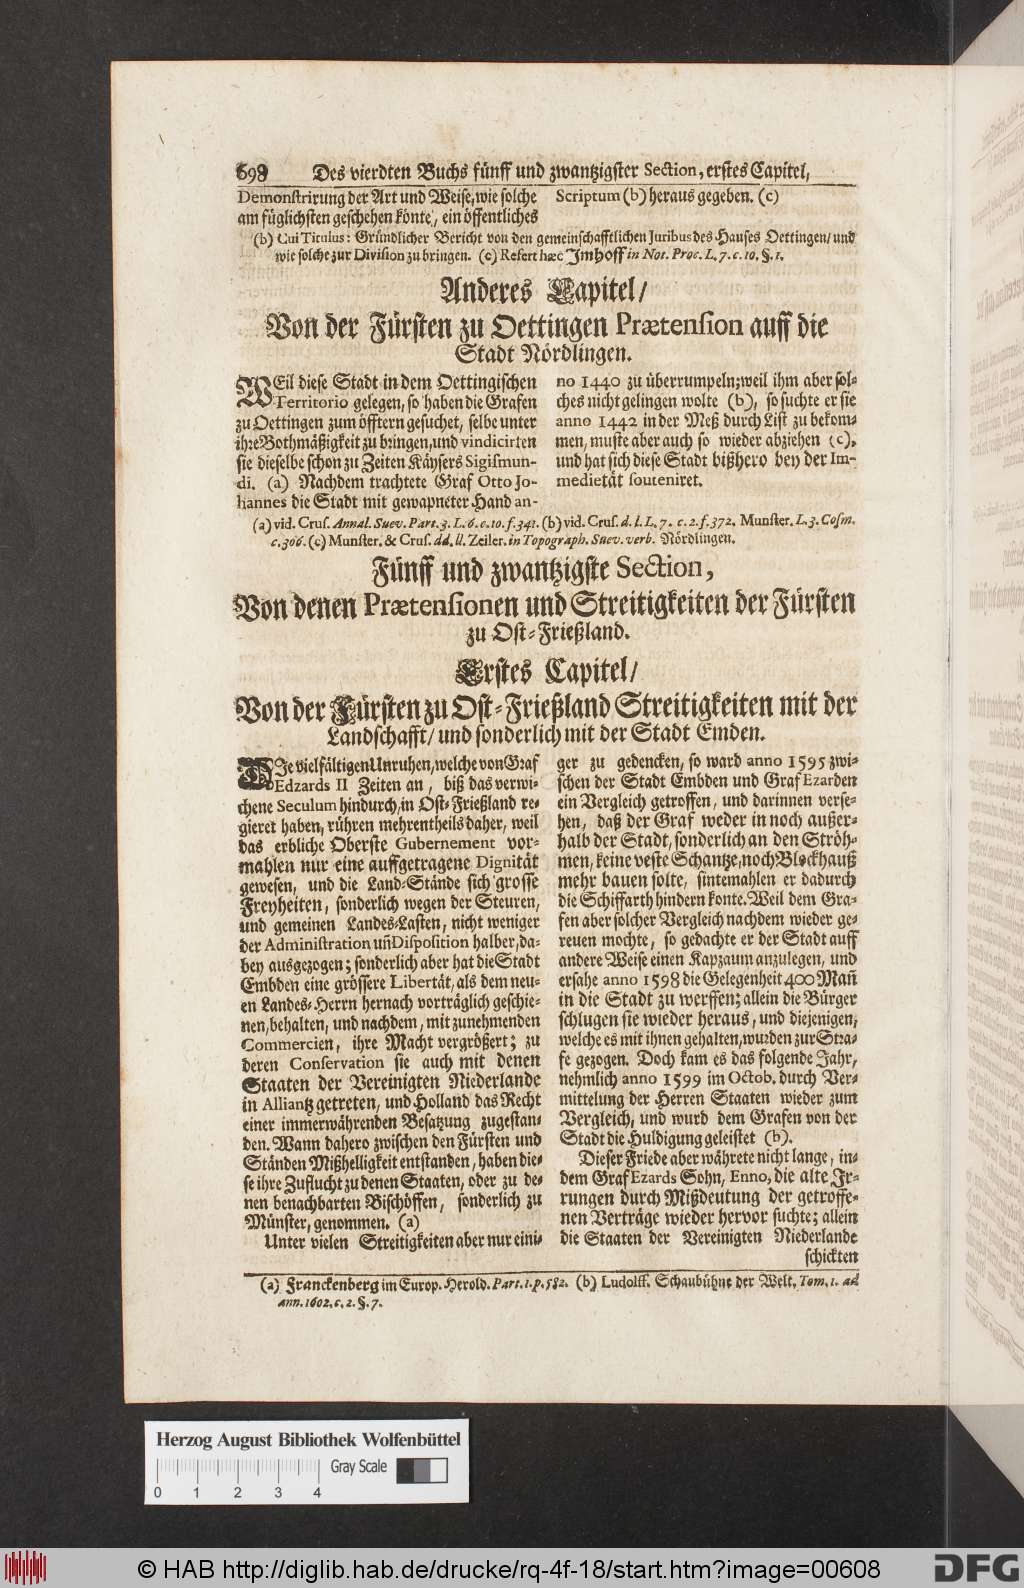 698 Des vierdten Buchs fünff und zwantzigster Section, erstes Capitel,
Demonstrirung der Art und Weise, wie solche
am füglichsten geschehen könte, ein öffentliches
Scriptum (b) heraus gegeben. (c)
(b) Cui Titulus: Gründlicher Bericht von den gemeinschafftlichen Juribus des Hauses Oettingen/ und
wie solche zur Division zu bringen. (c) Refert hæc Imhoff in Not. Proc. L. 7. c. 10. §. 1.
Anderes Capitel/
Von der Fürsten zu Oettingen Prætension auff die
Stadt Nördlingen.
WEil diese Stadt in dem Oettingischen
Territorio gelegen, so haben die Grafen
zu Oettingen zum öfftern gesuchet, selbe unter
ihre Bothmäßigkeit zu bringen, und vindicirten
sie dieselbe schon zu Zeiten Käysers Sigismun-
di. (a) Nachdem trachtete Graf Otto Jo-
hannes die Stadt mit gewapneter Hand an-
no 1440 zu überrumpeln; weil ihm aber sol-
ches nicht gelingen wolte (b), so suchte er sie
anno 1442 in der Meß durch List zu bekom-
men, muste aber auch so wieder abziehen (c),
und hat sich diese Stadt bißhero bey der Im-
medietät souteniret.
(a) vid. Crus. Annal. Suev. Part. 3. L. 6. c. 10. f. 341. (b) vid. Crus. d. l. L. 7. c. 2. f. 372. Munster. L. 3. Cosm.
c. 306. (c) Munster. & Crus. dd. ll. Zeiler. in Topograph. Suev. verb. Nördlingen.
Fünff und zwantzigste Section,
Von denen Prætensionen und Streitigkeiten der Fürsten
zu Ost-Frießland.
Erstes Capitel/
Von der Fürsten zu Ost-Frießland Streitigkeiten mit der
Landschafft/ und sonderlich mit der Stadt Emden.
DIe vielfältigen Unruhen, welche von Graf
Edzards II Zeiten an, biß das verwi-
chene Seculum hindurch, in Ost-Frießland re-
gieret haben, rühren mehrentheils daher, weil
das erbliche Oberste Gubernement vor-
mahlen nur eine auffgetragene Dignität
gewesen, und die Land-Stände sich grosse
Freyheiten, sonderlich wegen der Steuren,
und gemeinen Landes-Lasten, nicht weniger
der Administration uñ Disposition halber, da-
bey ausgezogen; sonderlich aber hat die Stadt
Embden eine grössere Libertät, als dem neu-
en Landes-Herrn hernach vorträglich geschie-
nen, behalten, und nachdem, mit zunehmenden
Commercien, ihre Macht vergrößert; zu
deren Conservation sie auch mit denen
Staaten der Vereinigten Niederlande
in Alliantz getreten, und Holland das Recht
einer immerwährenden Besatzung zugestan-
den. Wann dahero zwischen den Fürsten und
Ständen Mißhelligkeit entstanden, haben die-
se ihre Zuflucht zu denen Staaten, oder zu de-
nen benachbarten Bischöffen, sonderlich zu
Münster, genommen. (a)
Unter vielen Streitigkeiten aber nur eini-
ger zu gedencken, so ward anno 1595 zwi-
schen der Stadt Embden und Graf Ezarden
ein Vergleich getroffen, und darinnen verse-
hen, daß der Graf weder in noch außer-
halb der Stadt, sonderlich an den Ströh-
men, keine veste Schantze, noch Blockhauß
mehr bauen solte, sintemahlen er dadurch
die Schiffarth hindern konte. Weil dem Gra-
fen aber solcher Vergleich nachdem wieder ge-
reuen mochte, so gedachte er der Stadt auff
andere Weise einen Kapzaum anzulegen, und
ersahe anno 1598 die Gelegenheit 400 Mañ
in die Stadt zu werffen; allein die Bürger
schlugen sie wieder heraus, und diejenigen,
welche es mit ihnen gehalten, wurden zur Stra-
fe gezogen. Doch kam es das folgende Jahr,
nehmlich anno 1599 im Octob. durch Ver-
mittelung der Herren Staaten wieder zum
Vergleich, und wurd dem Grafen von der
Stadt die Huldigung geleistet (b).
Dieser Friede aber währete nicht lange, in-
dem Graf Ezards Sohn, Enno, die alte Jr-
rungen durch Mißdeutung der getroffe-
nen Verträge wieder hervor suchte; allein
die Staaten der Vereinigten Niederlande
schickten
(a) Franckenberg im Europ. Herold. Part. 1. p. 582. (b) Ludolff. Schaubühne der Welt. Tom. 1. ad
ann. 1602. c. 2. §. 7.
Herzog August Bibliothek Wolfenbüttel
Gray Scale
0 1 2 3 4
© HAB http://diglib.hab.de/drucke/rq-4f-18/start.htm?image=00608
DFG